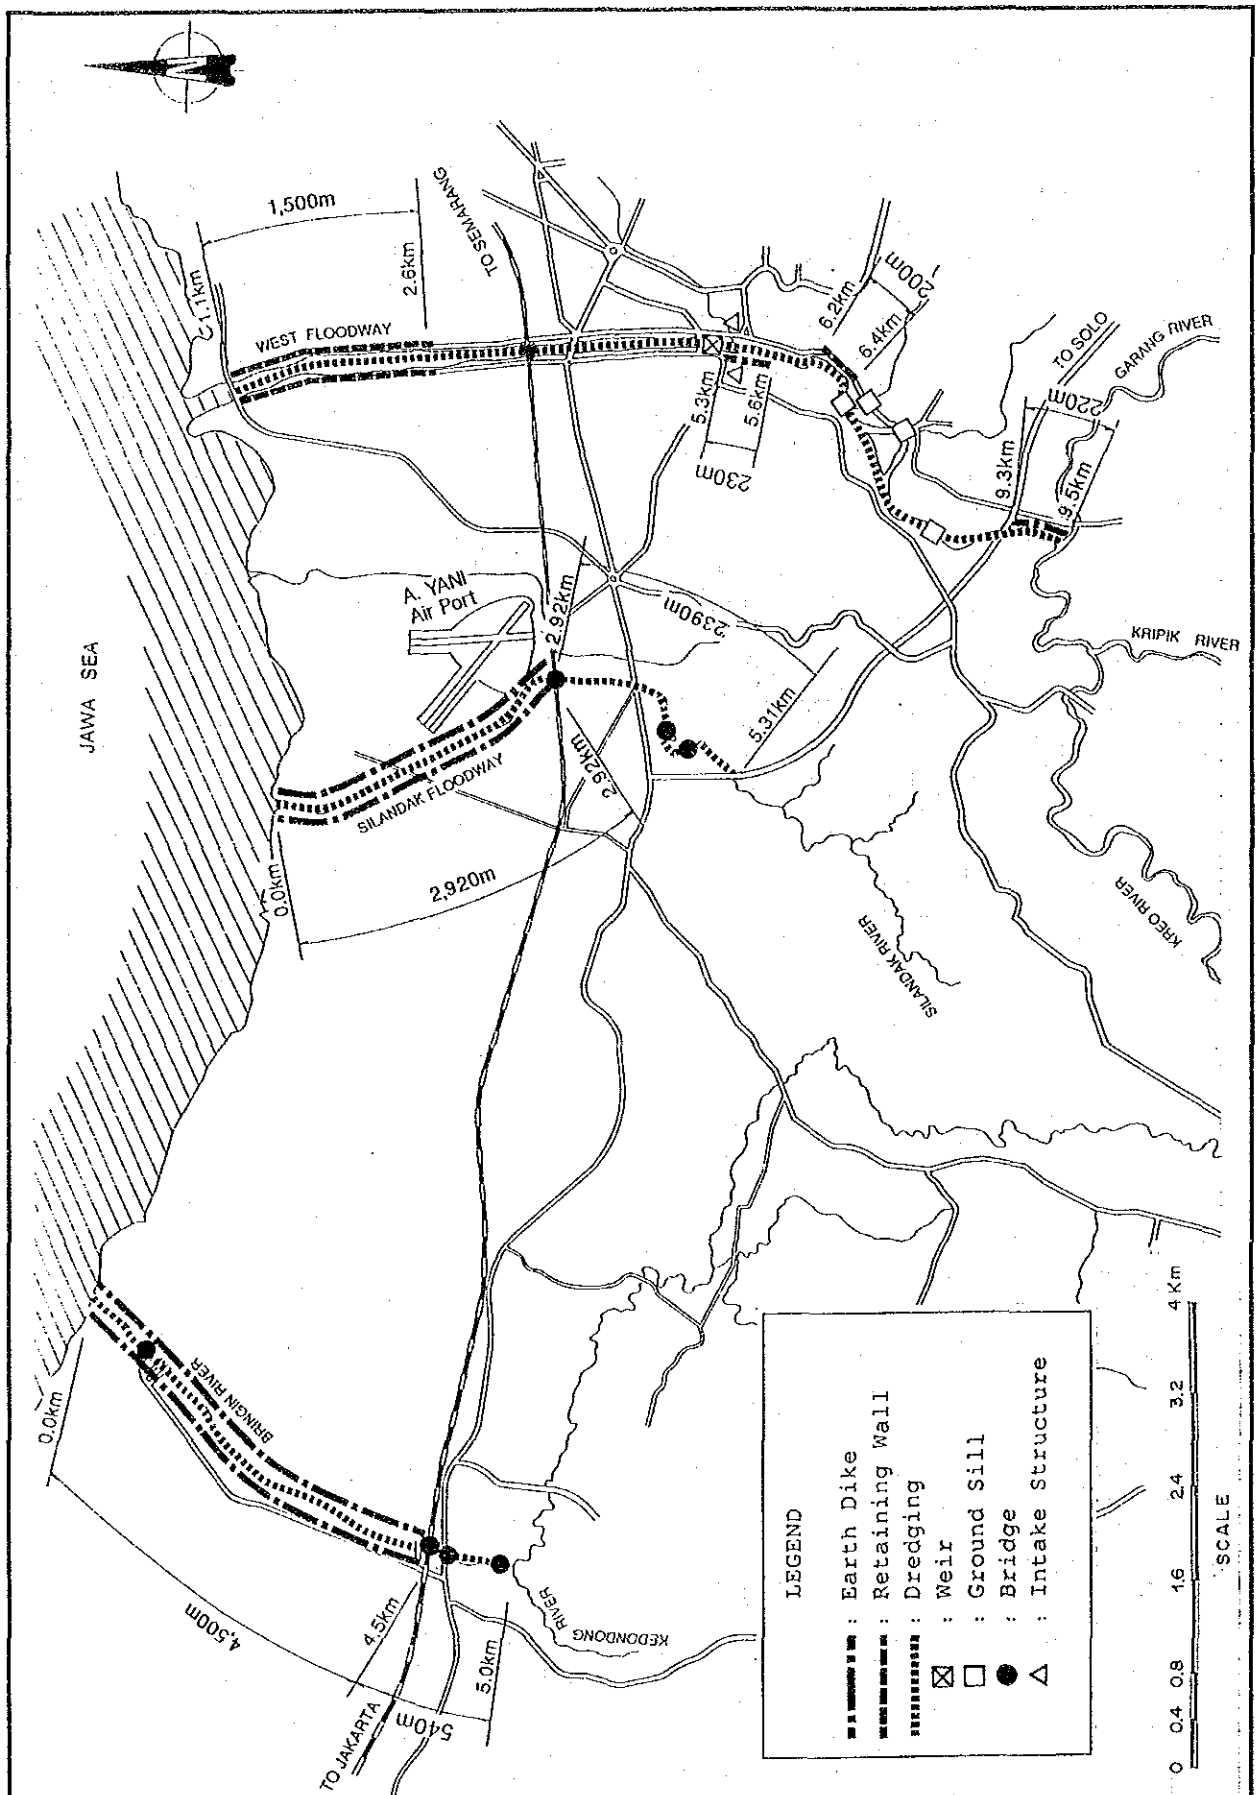 JAWA SEA
1.1km
1,500m
2.6km
WEST FLOODWAY
TO SEMARANG
A. YANI
Air Port
5.3km
230m
5.6km
6.2km
200m
6.4km
TO SOLO
GARANG RIVER
9.3km
220m
9.5km
KRIPIK RIVER
KREO RIVER
0.0km
SILANDAK FLOODWAY
2,920m
2.92km
2.92km
2390m
5.31km
SILANDAK RIVER
0.0km
BRINGIN RIVER
4,500m
4.5km
540m
5.0km
TO JAKARTA
KEDONDONG
RIVER
LEGEND
: Earth Dike
: Retaining Wall
: Dredging
: Weir
: Ground Sill
: Bridge
: Intake Structure
0 0.4 0.8 1.6 2.4 3.2 4 Km
SCALE